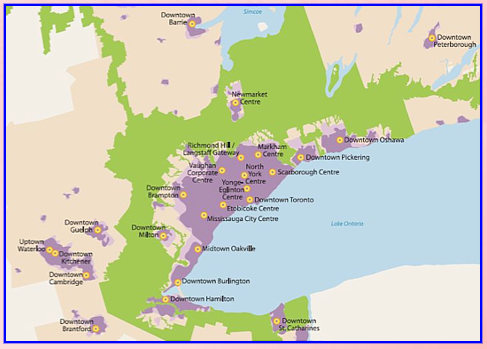 Simcoe
Downtown
Barrie
Downtown
Peterborough
Newmarket
Centre
Richmond Hill /
Langstaff Gateway
Markham
Centre
Downtown Oshawa
Downtown Pickering
Vaughan
Corporate
Centre
North
York
Centre
Scarborough Centre
Yonge-
Eglinton
Centre
Downtown
Brampton
Downtown Toronto
Etobicoke Centre
Mississauga City Centre
Lake Ontario
Downtown
Guelph
Downtown
Milton
Uptown
Waterloo
Downtown
Kitchener
Midtown Oakville
Downtown
Cambridge
Downtown Burlington
Downtown Hamilton
Downtown
Brantford
Downtown
St. Catharines